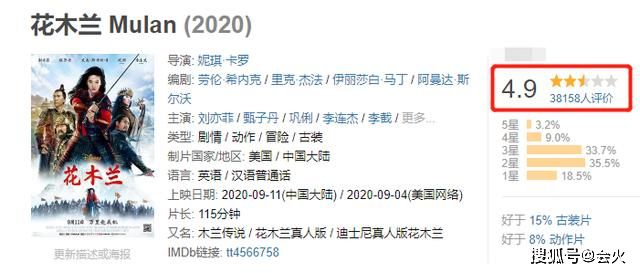 花木兰 Mulan (2020)
导演: 妮琪·卡罗
编剧: 劳伦·希内克 / 里克·杰法 / 伊丽莎白·马丁 / 阿曼达·斯
尔沃
主演: 刘亦菲 / 甄子丹 / 巩俐 / 李连杰 / 李截 / 更多...
类型: 剧情 / 动作 / 冒险 / 古装
制片国家/地区: 美国 / 中国大陆
语言: 英语 / 汉语普通话
上映日期: 2020-09-11(中国大陆) / 2020-09-04(美国网络)
片长: 115分钟
又名: 木兰传说 / 花木兰真人版 / 迪士尼真人版花木兰
IMDb链接: tt4566758
花木兰
9月11日
更新描述或海报
4.9
38158人评价
5星 3.2%
4星 9.0%
3星 33.7%
2星 35.5%
1星 18.5%
好于 15% 古装片
好于 8% 动作片
搜狐号@会火